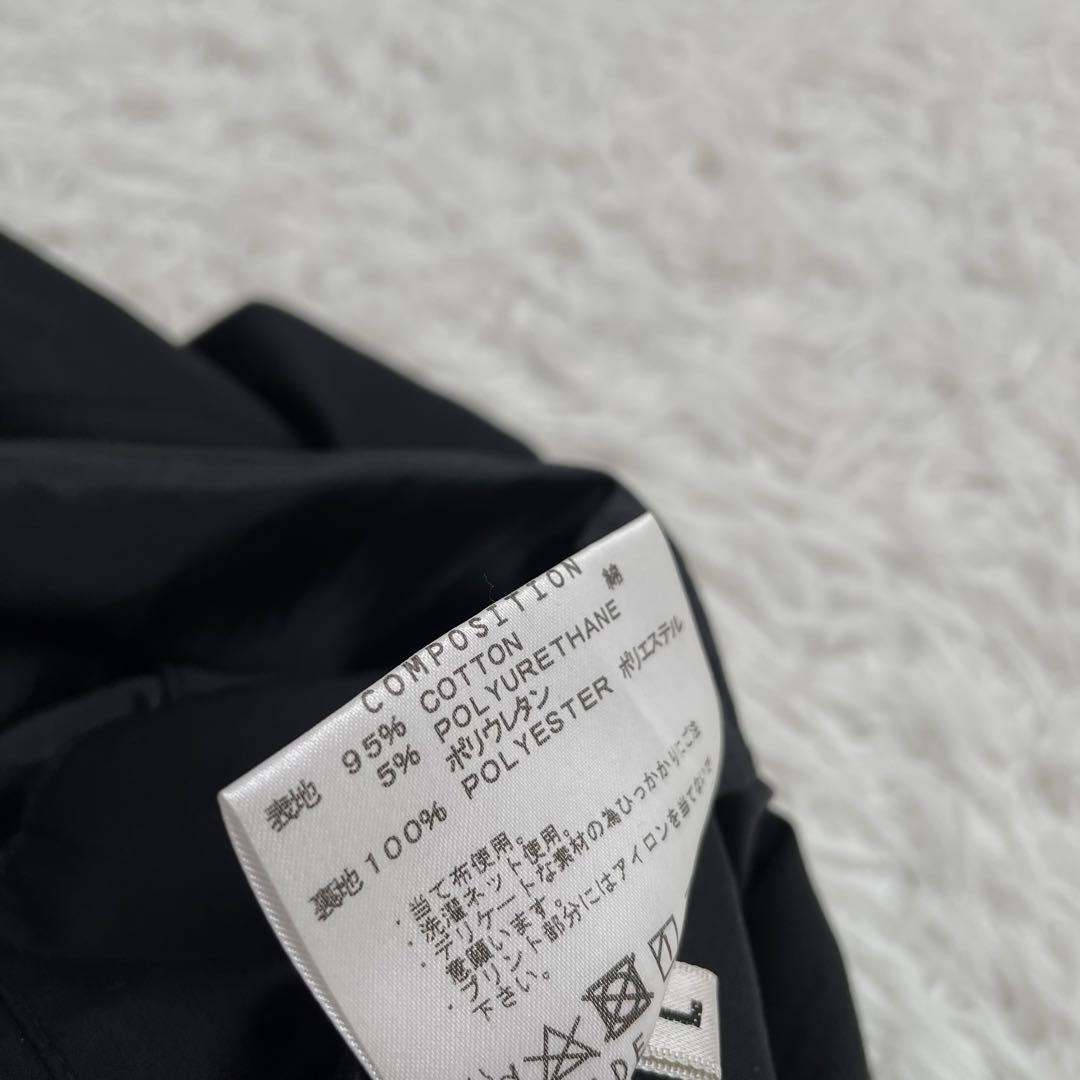 COMPOSITION
表地 95% COTTON 綿
5% POLYURETHANE
ポリウレタン
裏地 100% POLYESTER ポリエステル
・当て布使用。
・洗濯ネット使用。
・デリケートな素材の為ひっかかりにご注
意願います。
・プリント部分にはアイロンを当てないで
下さい。
L